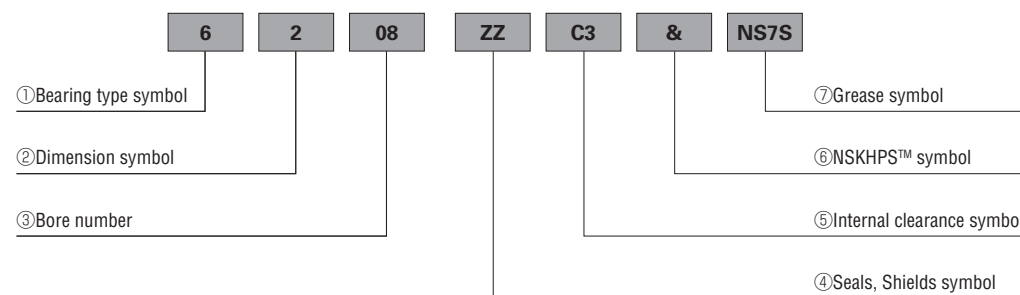 6 2 08 ZZ C3 & NS7S
①Bearing type symbol
⑦Grease symbol
②Dimension symbol
⑥NSKHPS™ symbol
③Bore number
⑤Internal clearance symbo
④Seals, Shields symbol